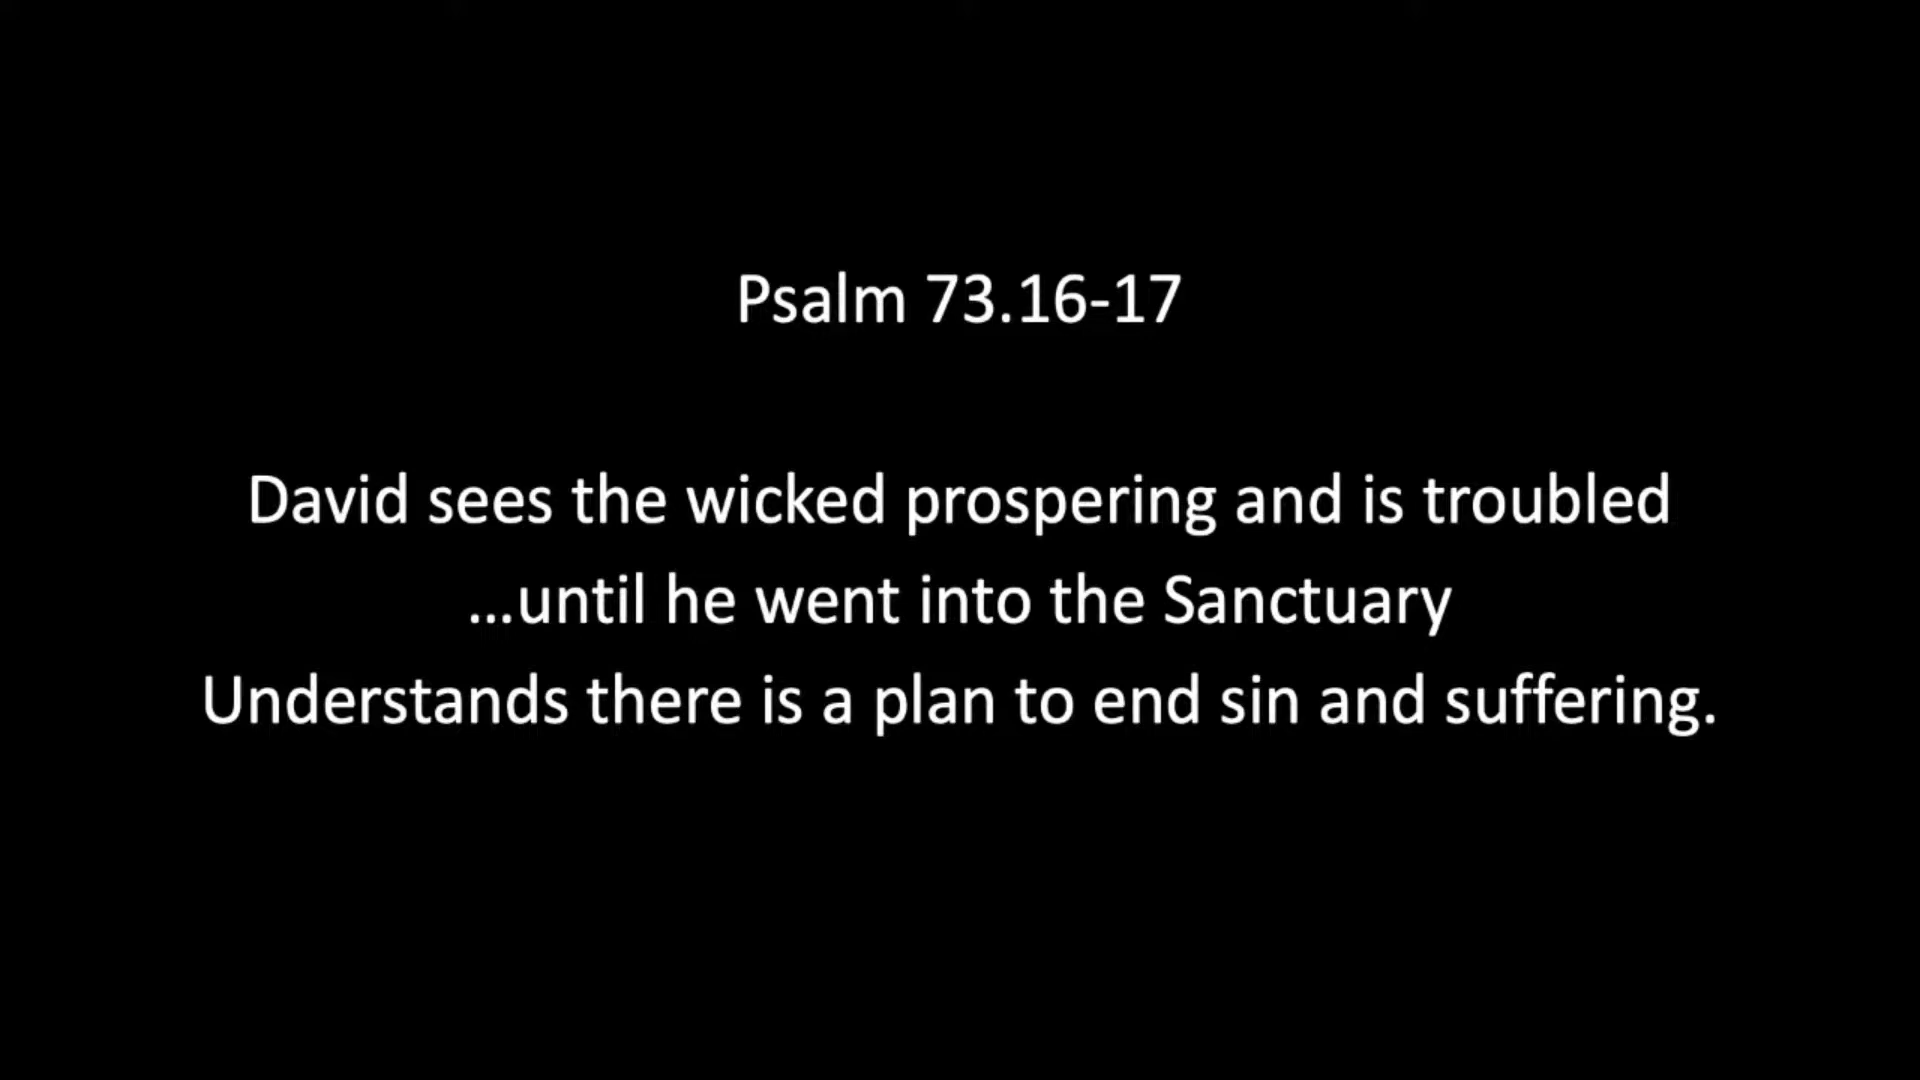 Psalm 73.16-17
David sees the wicked prospering and is troubled
...until he went into the Sanctuary
Understands there is a plan to end sin and suffering.